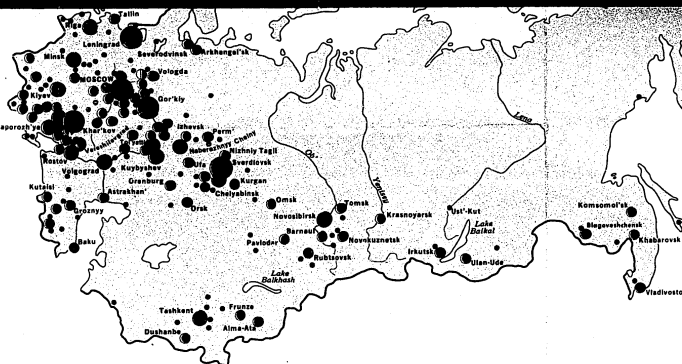 Tallin
Riga
Leningrad
Severodvinsk
Arkhangel'sk
Minsk
MOSCOW
Vologda
Kiyev
Gor'kiy
aporozh'ye
Khar'kov
Izhevsk
Perm'
Naberezhnyy Chelny
Nizhniy Tagil
Rostov
Ufa
Sverdlovsk
Volgograd
Kuybyshev
Kurgan
Orenburg
Chelyabinsk
Kutaisi
Astrakhan'
Orsk
Omsk
Tomsk
Groznyy
Novosibirsk
Krasnoyarsk
Ust'-Kut
Komsomol'sk
Baku
Pavlodar
Barnaul
Novokuznetsk
Lake
Baikal
Blagoveshchensk
Rubtsovsk
Irkutsk
Khabarovsk
Ulan-Ude
Lake
Balkhash
Vladivosto
Tashkent
Frunze
Dushanbe
Alma-Ata
Ob'
Yenisey
Lena